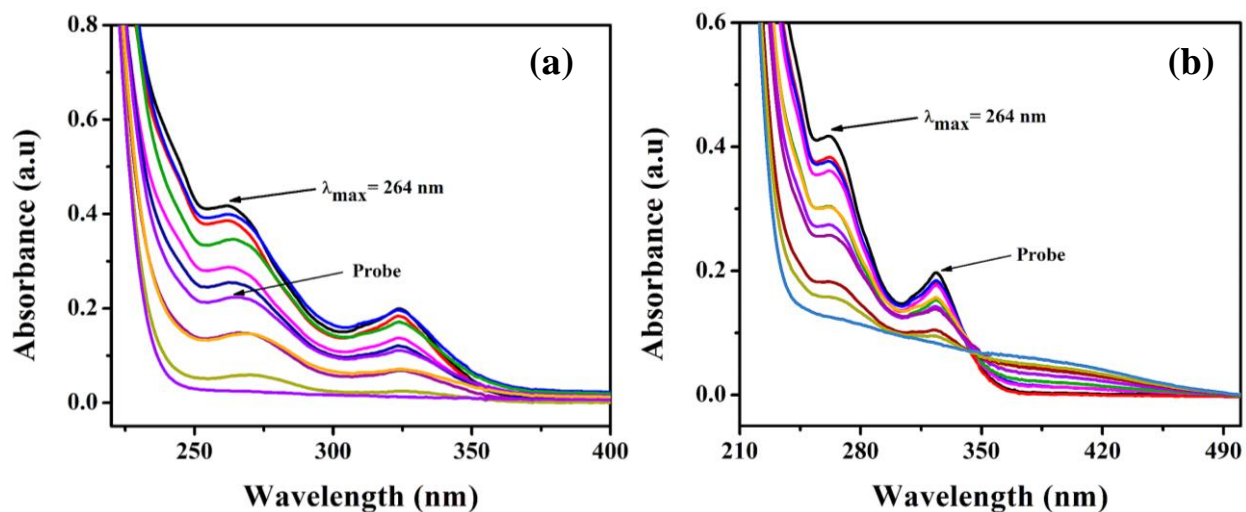 (a)
0.8
0.6
0.4
0.2
0.0
Absorbance (a.u)
λmax= 264 nm
Probe
250 300 350 400
Wavelength (nm)
(b)
0.6
0.4
0.2
0.0
Absorbance (a.u)
λmax= 264 nm
Probe
210 280 350 420 490
Wavelength (nm)